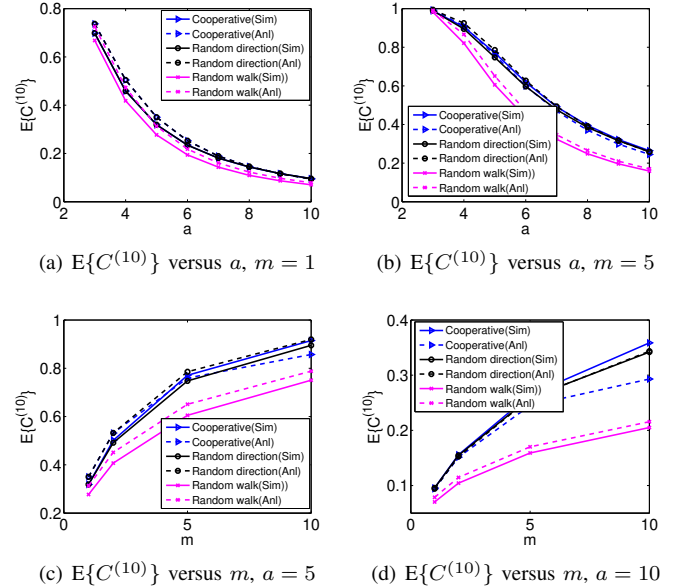 E{C^(10)}
0.8
0.6
0.4
0.2
0
2
4
6
8
10
a
Cooperative(Sim)
Cooperative(Anl)
Random direction(Sim)
Random direction(Anl)
Random walk(Sim))
Random walk(Anl)
(a) E{C^(10)} versus a, m = 1
E{C^(10)}
1
0.8
0.6
0.4
0.2
0
2
4
6
8
10
a
Cooperative(Sim)
Cooperative(Anl)
Random direction(Sim)
Random direction(Anl)
Random walk(Sim))
Random walk(Anl)
(b) E{C^(10)} versus a, m = 5
E{C^(10)}
1
0.8
0.6
0.4
0.2
0
5
10
m
Cooperative(Sim)
Cooperative(Anl)
Random direction(Sim)
Random direction(Anl)
Random walk(Sim))
Random walk(Anl)
(c) E{C^(10)} versus m, a = 5
E{C^(10)}
0.4
0.3
0.2
0.1
0
5
10
m
Cooperative(Sim)
Cooperative(Anl)
Random direction(Sim)
Random direction(Anl)
Random walk(Sim))
Random walk(Anl)
(d) E{C^(10)} versus m, a = 10